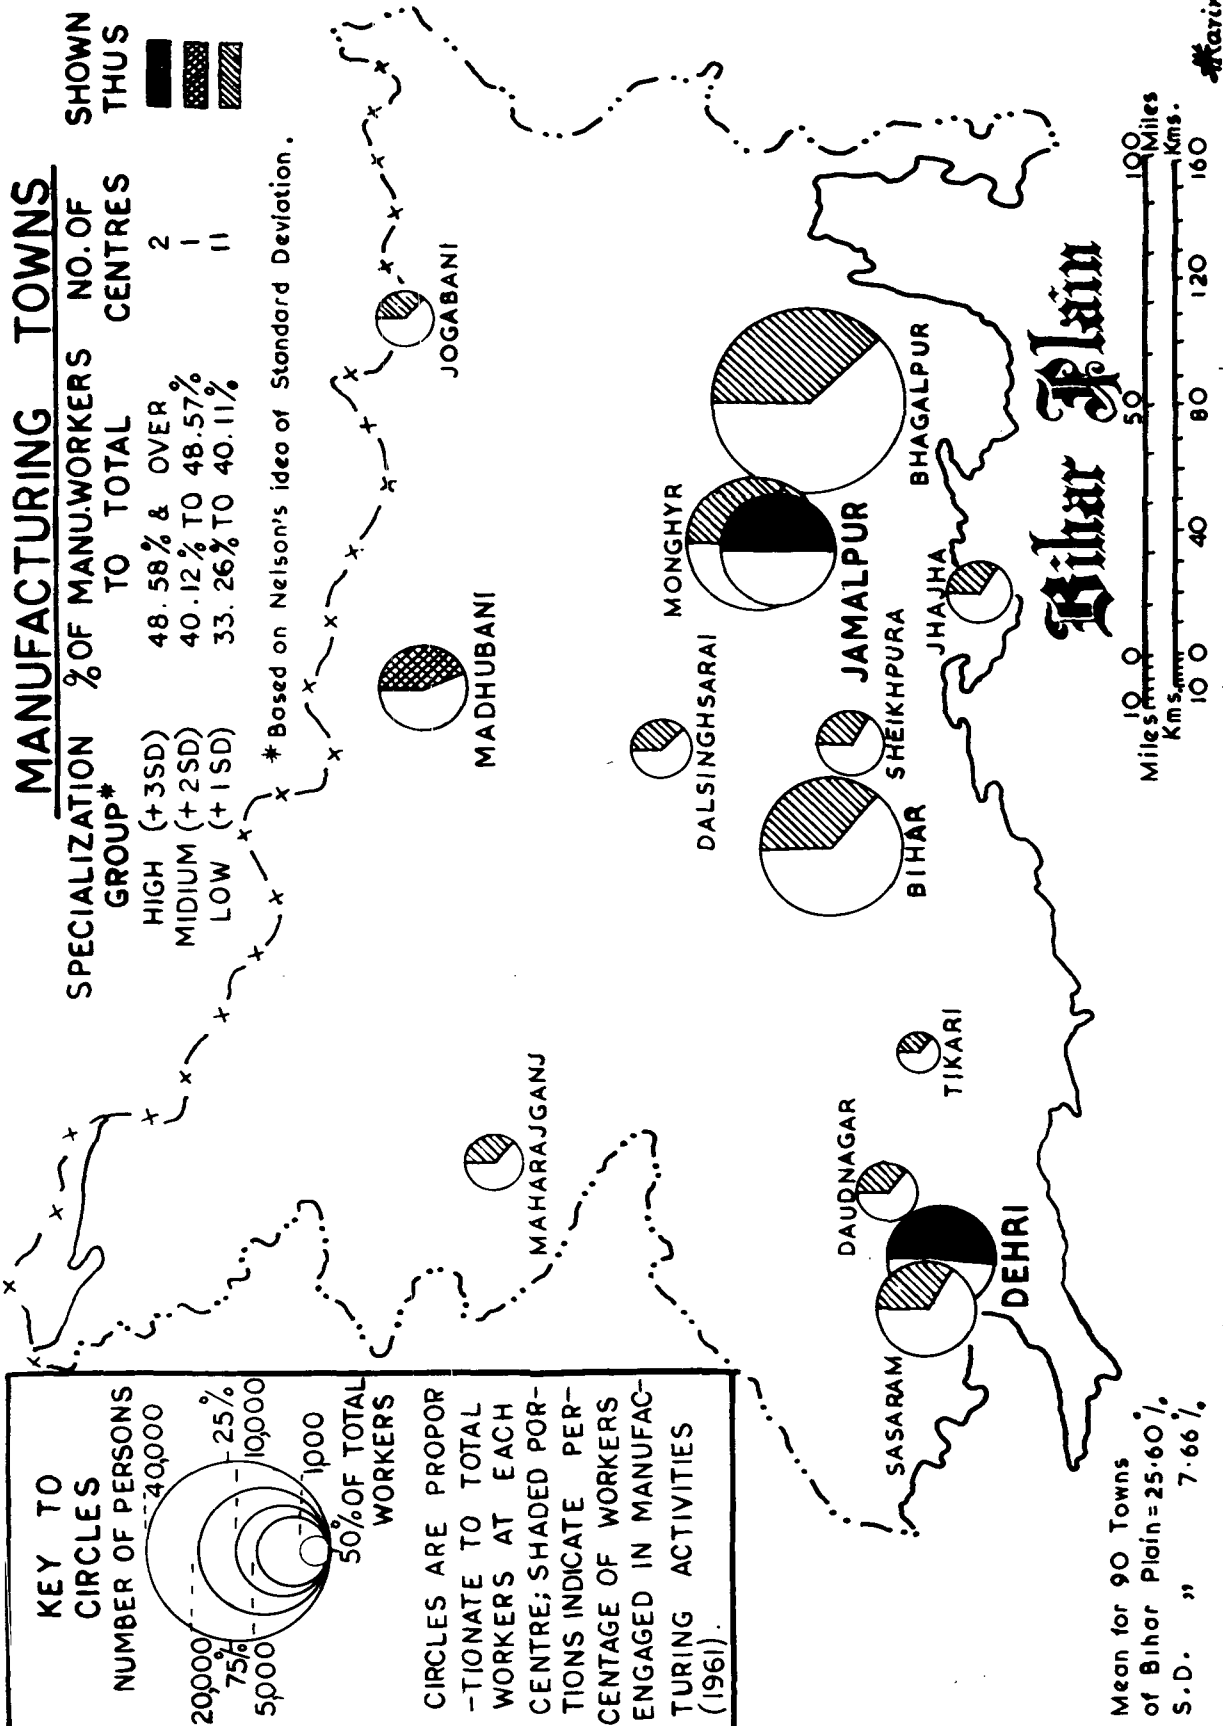 MANUFACTURING TOWNS
SPECIALIZATION % OF MANU.WORKERS NO. OF SHOWN
GROUP* TO TOTAL CENTRES THUS
HIGH (+3SD) 48.58% & OVER 2
MIDIUM (+2SD) 40.12% TO 48.57% 1
LOW (+1SD) 33.26% TO 40.11% 11
*Based on Nelson's idea of Standard Deviation.
KEY TO
CIRCLES
NUMBER OF PERSONS
40,000
20,000
25%
75%
10,000
5,000
1,000
50% OF TOTAL
WORKERS
CIRCLES ARE PROPOR
-TIONATE TO TOTAL
WORKERS AT EACH
CENTRE; SHADED POR-
TIONS INDICATE PER-
CENTAGE OF WORKERS
ENGAGED IN MANUFAC-
TURING ACTIVITIES
(1961).
JOGABANI
MADHUBANI
MAHARAJGANJ
DALSINGHSARAI
MONGHYR
JAMALPUR
BHAGALPUR
SHEIKHPURA
JHAJHA
BIHAR
TIKARI
DAUDNAGAR
DEHRI
SASARAM
Bihar Plain
Mean for 90 Towns
of Bihar Plain=25.60%
S.D. " 7.66%
10 0 50 100
Miles Miles
Kms. Kms.
10 0 40 80 120 160